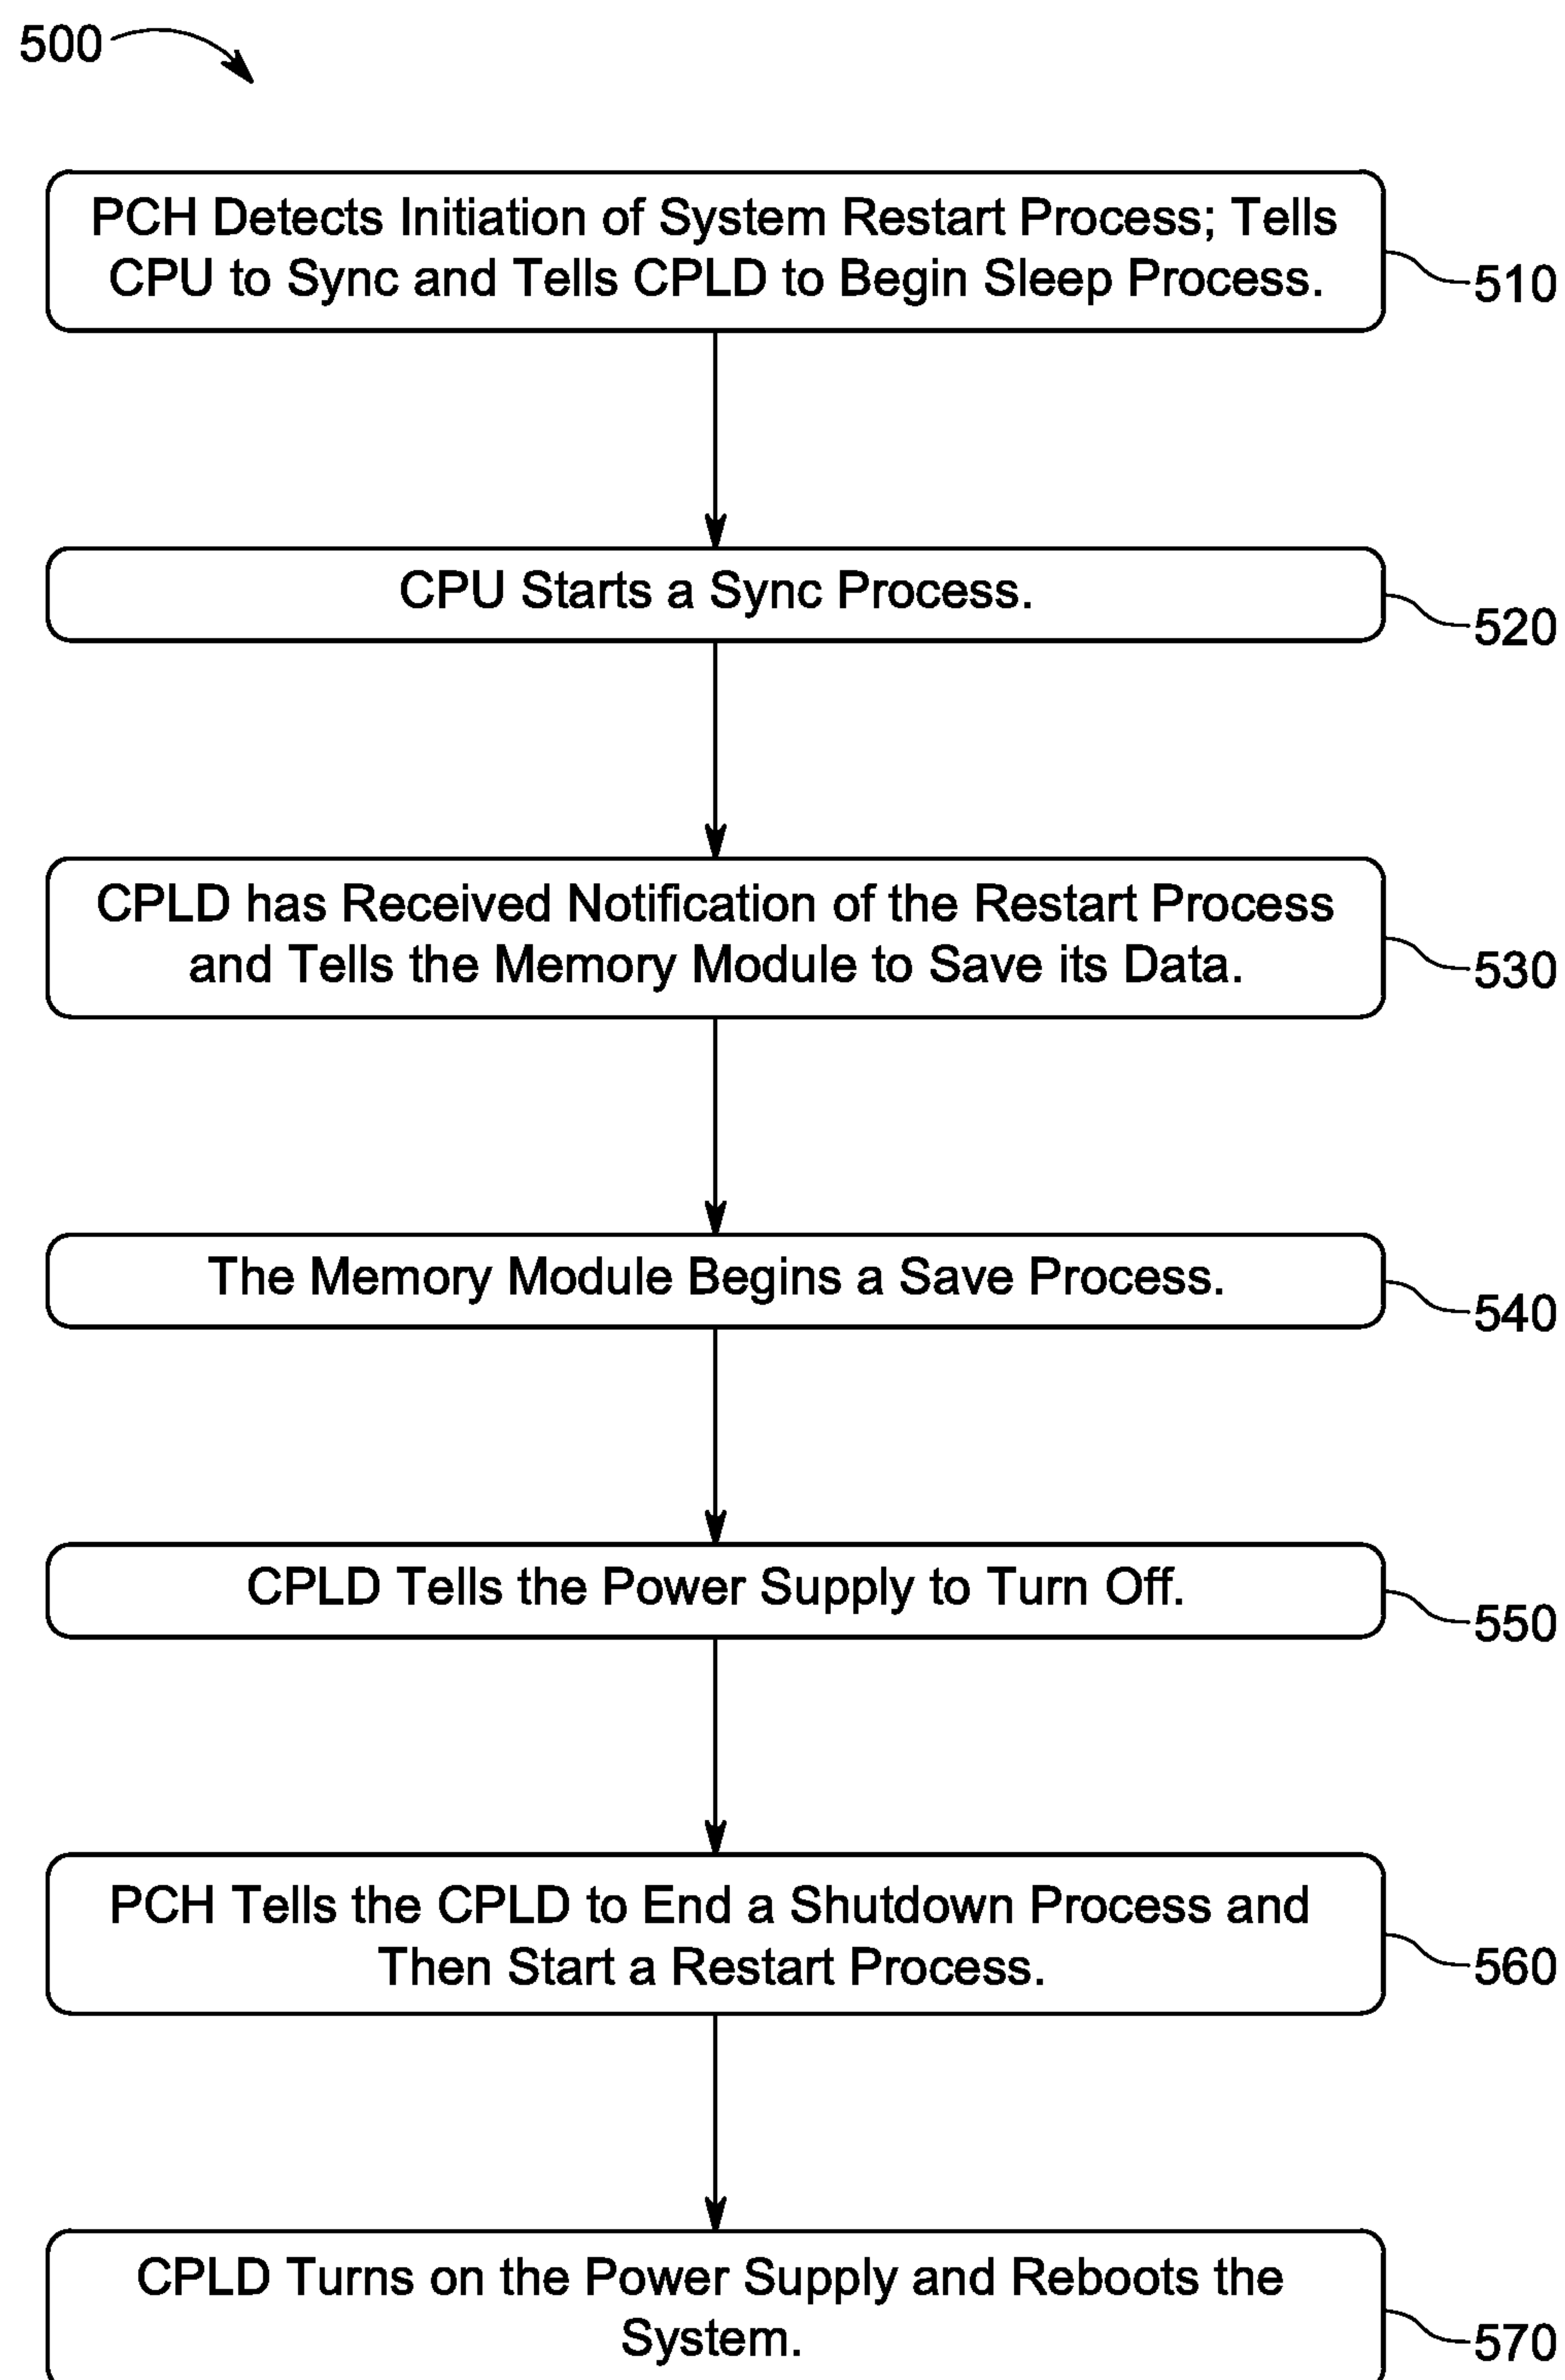 500
PCH Detects Initiation of System Restart Process; Tells
CPU to Sync and Tells CPLD to Begin Sleep Process.
510
CPU Starts a Sync Process.
520
CPLD has Received Notification of the Restart Process
and Tells the Memory Module to Save its Data.
530
The Memory Module Begins a Save Process.
540
CPLD Tells the Power Supply to Turn Off.
550
PCH Tells the CPLD to End a Shutdown Process and
Then Start a Restart Process.
560
CPLD Turns on the Power Supply and Reboots the
System.
570